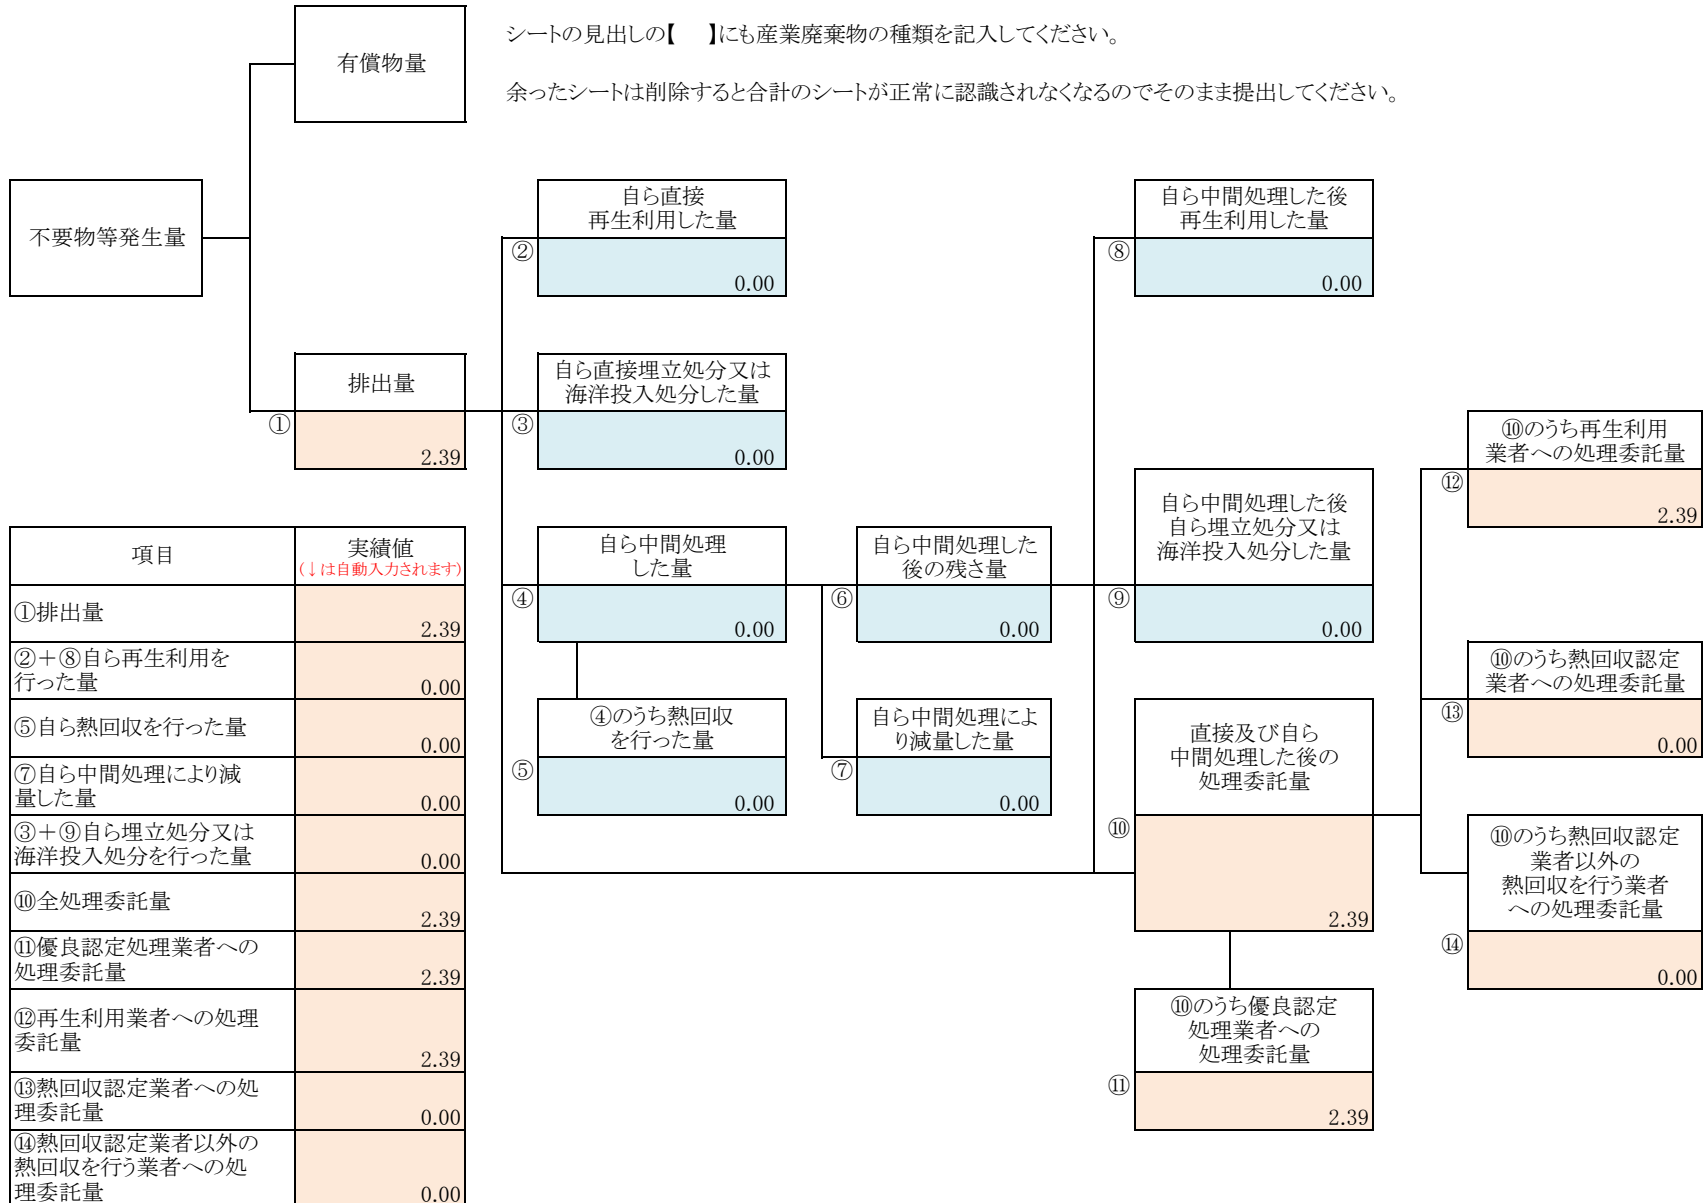 シートの見出しの【　】にも産業廃棄物の種類を記入してください。
余ったシートは削除すると合計のシートが正常に認識されなくなるのでそのまま提出してください。
有償物量
不要物等発生量
排出量
①
2.39
自ら直接
再生利用した量
②
0.00
自ら直接埋立処分又は
海洋投入処分した量
③
0.00
自ら中間処理
した量
④
0.00
④のうち熱回収
を行った量
⑤
0.00
自ら中間処理した
後の残さ量
⑥
0.00
自ら中間処理によ
り減量した量
⑦
0.00
自ら中間処理した後
再生利用した量
⑧
0.00
自ら中間処理した後
自ら埋立処分又は
海洋投入処分した量
⑨
0.00
直接及び自ら
中間処理した後の
処理委託量
⑩
2.39
⑩のうち優良認定
処理業者への
処理委託量
⑪
2.39
⑩のうち再生利用
業者への処理委託量
⑫
2.39
⑩のうち熱回収認定
業者への処理委託量
⑬
0.00
⑩のうち熱回収認定
業者以外の
熱回収を行う業者
への処理委託量
⑭
0.00
項目
実績値
(↓は自動入力されます)
①排出量
2.39
②＋⑧自ら再生利用を
行った量
0.00
⑤自ら熱回収を行った量
0.00
⑦自ら中間処理により減
量した量
0.00
③＋⑨自ら埋立処分又は
海洋投入処分を行った量
0.00
⑩全処理委託量
2.39
⑪優良認定処理業者への
処理委託量
2.39
⑫再生利用業者への処理
委託量
2.39
⑬熱回収認定業者への処
理委託量
0.00
⑭熱回収認定業者以外の
熱回収を行う業者への処
理委託量
0.00